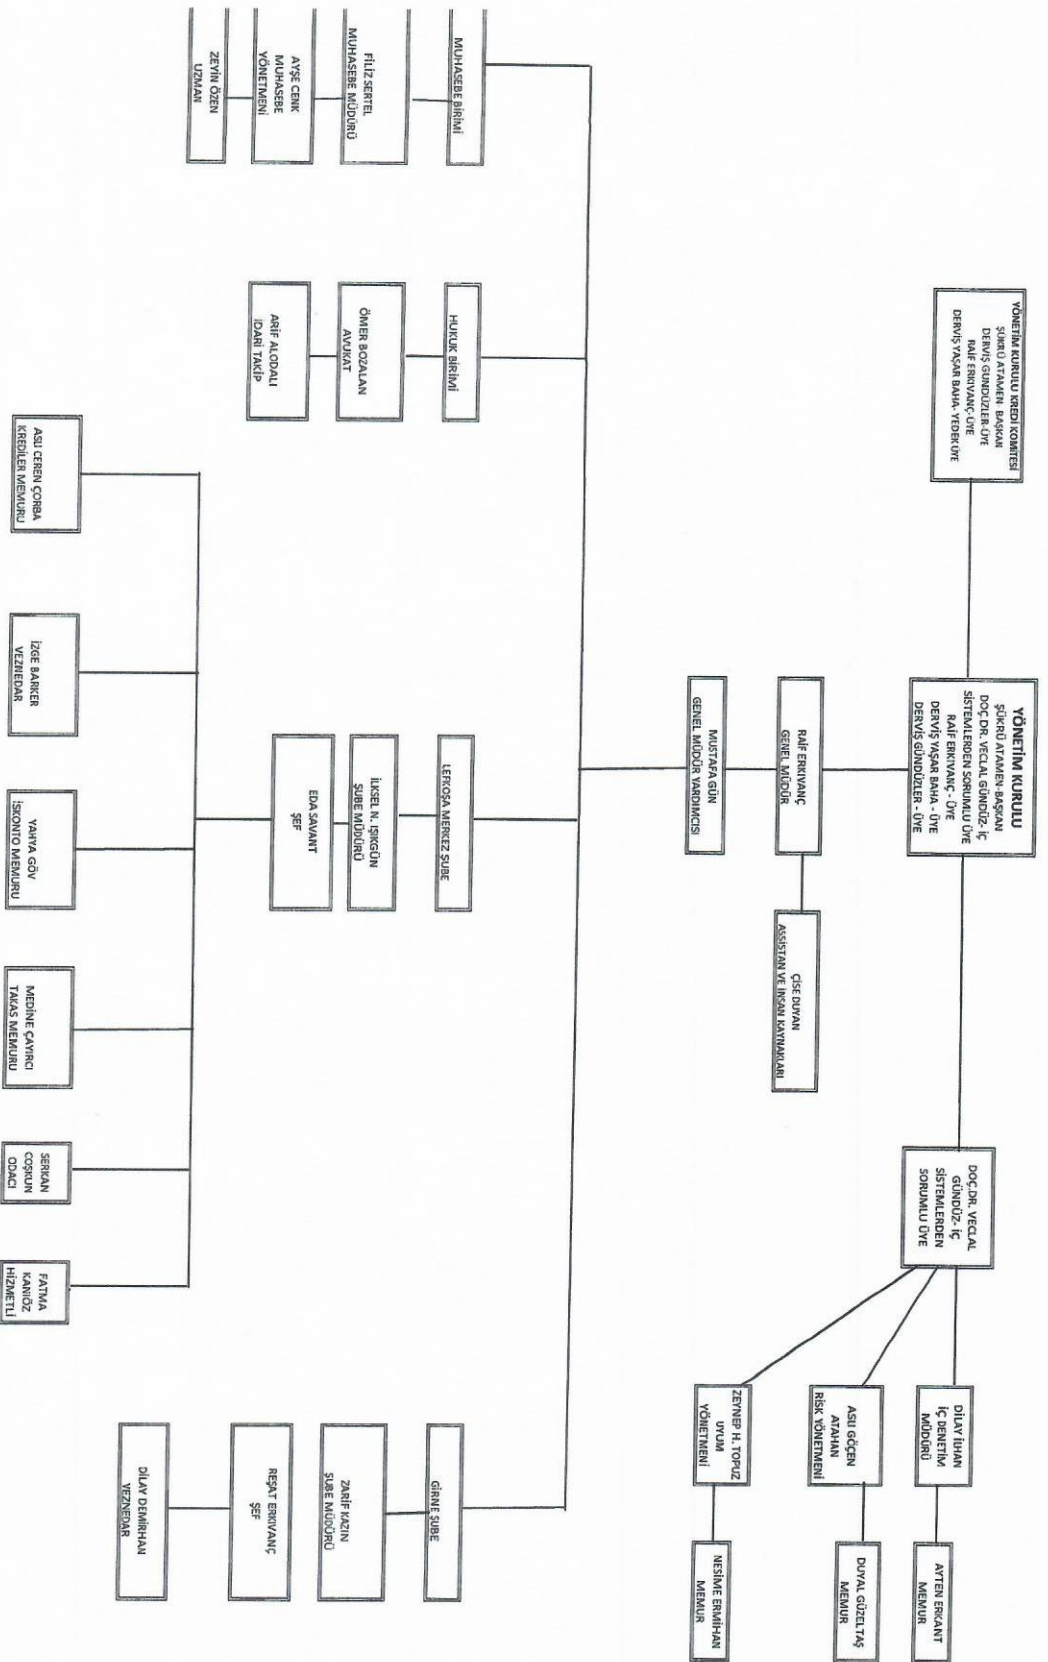 YÖNETİM KURULU KREDİ KOMİTESİ
ŞÜKRÜ ATAMEN- BAŞKAN
DERVİŞ GUNDÜZLER-ÜYE
RAİF ERKIVANÇ-ÜYE
DERVİŞ YAŞAR BAHA- YEDEK ÜYE
YÖNETİM KURULU
ŞÜKRÜ ATAMEN-BAŞKAN
DOÇ.DR. VECLAL GÜNDÜZ- İÇ
SİSTEMLERDEN SORUMLU ÜYE
RAİF ERKIVANÇ - ÜYE
DERVİŞ YAŞAR BAHA - ÜYE
DERVİŞ GÜNDÜZLER - ÜYE
DOÇ.DR. VECLAL
GÜNDÜZ- İÇ
SİSTEMLERDEN
SORUMLU ÜYE
DİLAY İLHAN
İÇ DENETİM
MÜDÜRÜ
AYTEN ERKANT
MEMUR
ASLI GÖÇEN
ATAHAN
RİSK YÖNETMENİ
DUYAL GÜZELTAŞ
MEMUR
ZEYNEP H. TOPUZ
UYUM
YÖNETMENİ
NESİME ERMİHAN
MEMUR
RAİF ERKIVANÇ
GENEL MÜDÜR
ÇİSE DUYAN
ASSİSTAN VE İNSAN KAYNAKLARI
MUSTAFA GÜN
GENEL MÜDÜR YARDIMCISI
MUHASEBE BİRİMİ
FİLİZ SERTEL
MUHASEBE MÜDÜRÜ
AYŞE CENK
MUHASEBE
YÖNETMENİ
ZEYİN ÖZEN
UZMAN
HUKUK BİRİMİ
ÖMER BOZALAN
AVUKAT
ARİF ALODALI
İDARİ TAKİP
LEFKOŞA MERKEZ ŞUBE
İLKSEL N. IŞIKGÜN
ŞUBE MÜDÜRÜ
EDA SAVANT
ŞEF
ASLI CEREN ÇORBA
KREDİLER MEMURU
İZGE BARKER
VEZNEDAR
YAHYA GÖV
İSKONTO MEMURU
MEDİNE ÇAYIRCI
TAKAS MEMURU
SERKAN
COŞKUN
ODACI
FATMA
KANIÖZ
HİZMETLİ
GİRNE ŞUBE
ZARİF KAZIN
ŞUBE MÜDÜRÜ
REŞAT ERKIVANÇ
ŞEF
DİLAY DEMİRHAN
VEZNEDAR